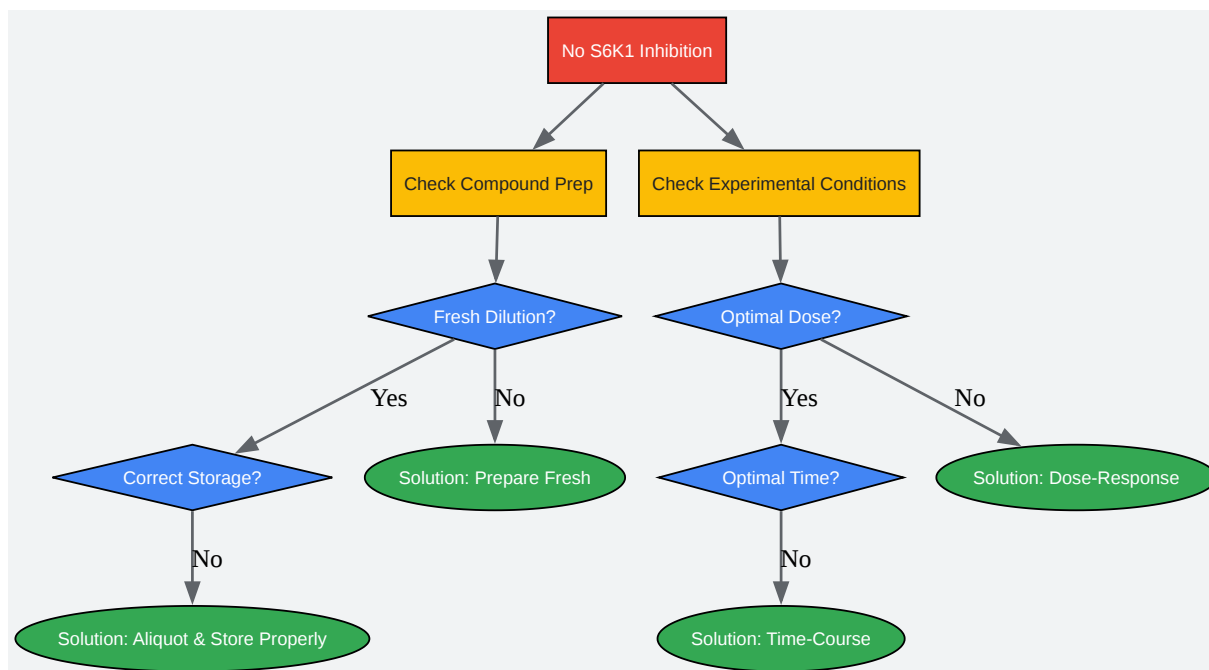 No S6K1 Inhibition
Check Compound Prep
Check Experimental Conditions
Fresh Dilution?
Optimal Dose?
Yes
No
Yes
No
Correct Storage?
Solution: Prepare Fresh
Optimal Time?
Solution: Dose-Response
No
No
Solution: Aliquot & Store Properly
Solution: Time-Course